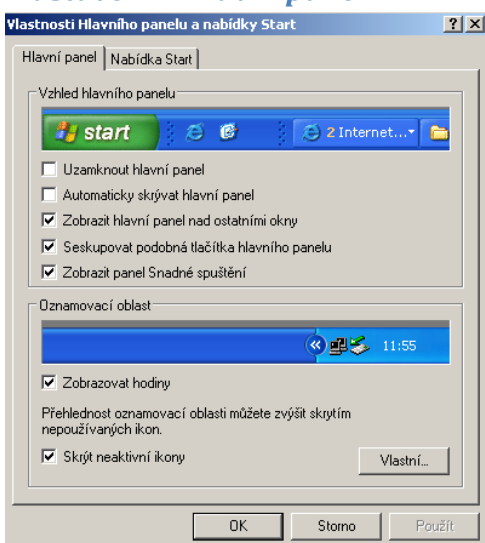 Vlastnosti Hlavního panelu a nabídky Start
Hlavní panel
Nabídka Start
Vzhled hlavního panelu
start
2 Internet...
Uzamknout hlavní panel
Automaticky skrývat hlavní panel
Zobrazit hlavní panel nad ostatními okny
Seskupovat podobná tlačítka hlavního panelu
Zobrazit panel Snadné spuštění
Oznamovací oblast
11:55
Zobrazovat hodiny
Přehlednost oznamovací oblasti můžete zvýšit skrytím
nepoužívaných ikon.
Skrýt neaktivní ikony
Vlastní...
OK
Storno
Použít